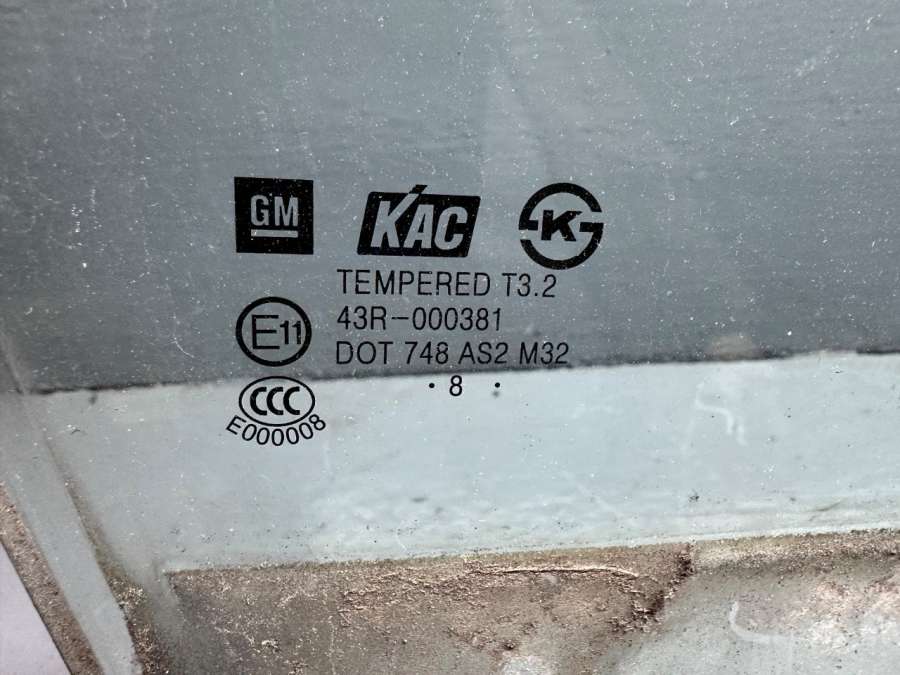 GM KAC K
TEMPERED T3.2
E11 43R-000381
DOT 748 AS2 M32
· 8 ·
CCC
E000008